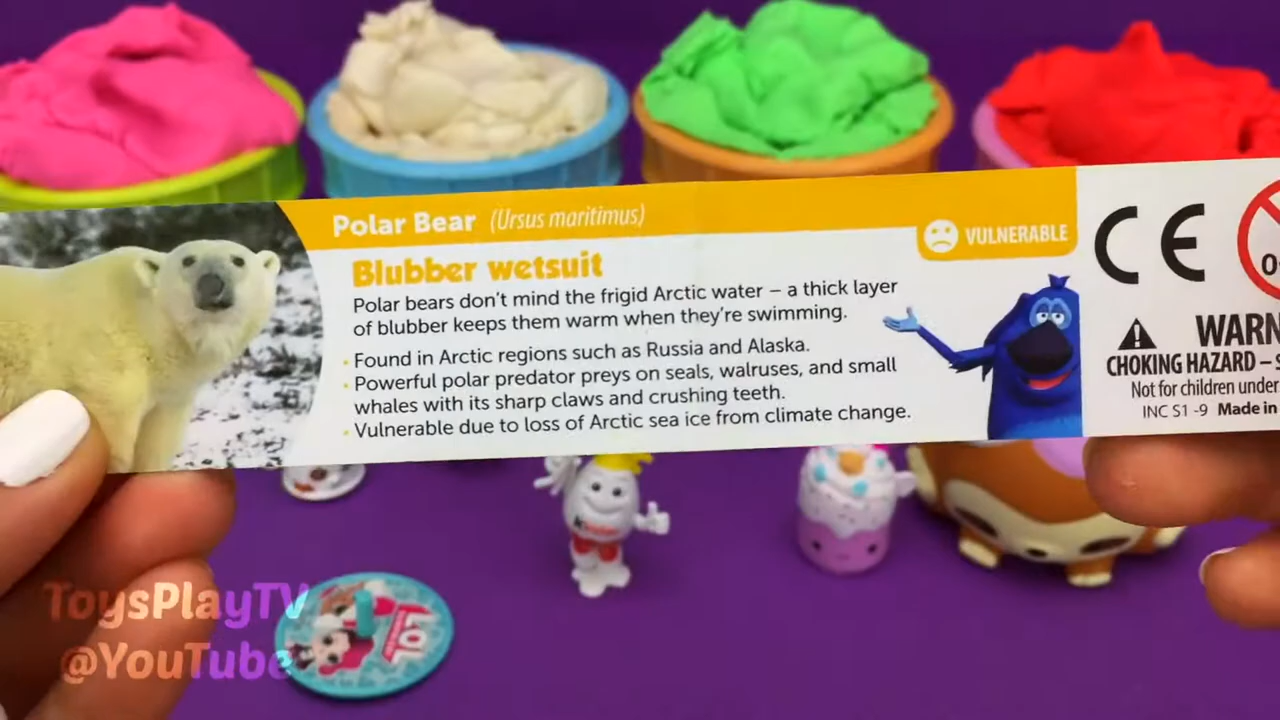 Polar Bear (Ursus maritimus)
VULNERABLE
Blubber wetsuit
Polar bears don't mind the frigid Arctic water – a thick layer
of blubber keeps them warm when they're swimming.
• Found in Arctic regions such as Russia and Alaska.
• Powerful polar predator preys on seals, walruses, and small
whales with its sharp claws and crushing teeth.
• Vulnerable due to loss of Arctic sea ice from climate change.
CE
WARN
CHOKING HAZARD –
Not for children under
INC S1 -9 Made in
ToysPlayTV
@YouTube
LOL